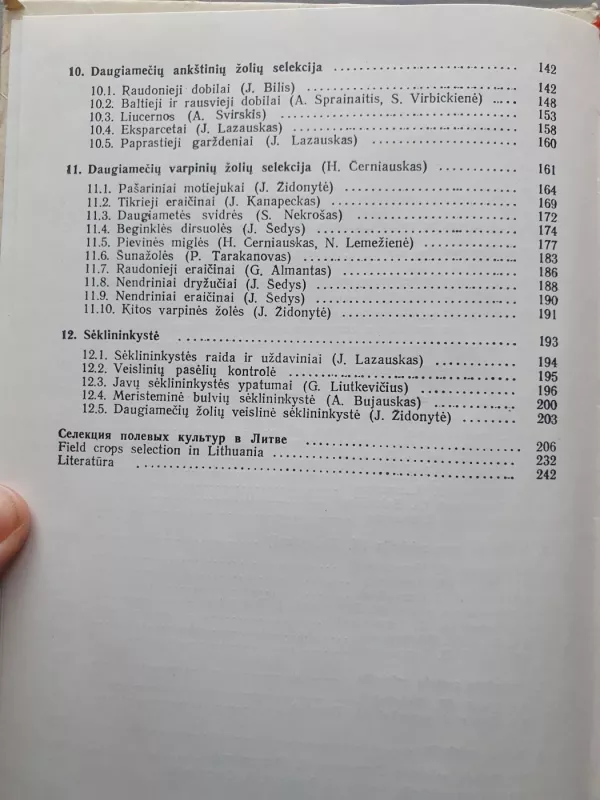 10. Daugiamečių ankštinių žolių selekcija 142
10.1. Raudonieji dobilai (J. Bilis) 142
10.2. Baltieji ir rausvieji dobilai (A. Sprainaitis, S. Virbickienė) 148
10.3. Liucernos (A. Svirskis) 153
10.4. Eksparcetai (J. Lazauskas) 158
10.5. Paprastieji garždeniai (J. Lazauskas) 160
11. Daugiamečių varpinių žolių selekcija (H. Černiauskas) 161
11.1. Pašariniai motiejukai (J. Židonytė) 164
11.2. Tikrieji eraičinai (J. Kanapeckas) 169
11.3. Daugiametės svidrės (S. Nekrošas) 172
11.4. Beginklės dirsuolės (J. Šedys) 174
11.5. Pievinės miglės (H. Černiauskas, N. Lemežienė) 177
11.6. Šunažolės (P. Tarakanovas) 183
11.7. Raudonieji eraičinai (G. Almantas) 186
11.8. Nendriniai dryžučiai (J. Šedys) 188
11.9. Nendriniai eraičinai (J. Šedys) 190
11.10. Kitos varpinės žolės (J. Židonytė) 191
12. Sėklininkystė 193
12.1. Sėklininkystės raida ir uždaviniai (J. Lazauskas) 194
12.2. Veislinių pasėlių kontrolė 195
12.3. Javų sėklininkystės ypatumai (G. Liutkevičius) 196
12.4. Meristeminė bulvių sėklininkystė (A. Bujauskas) 200
12.5. Daugiamečių žolių veislinė sėklininkystė (J. Židonytė) 203
Селекция полевых культур в Литве 206
Field crops selection in Lithuania 232
Literatūra 242